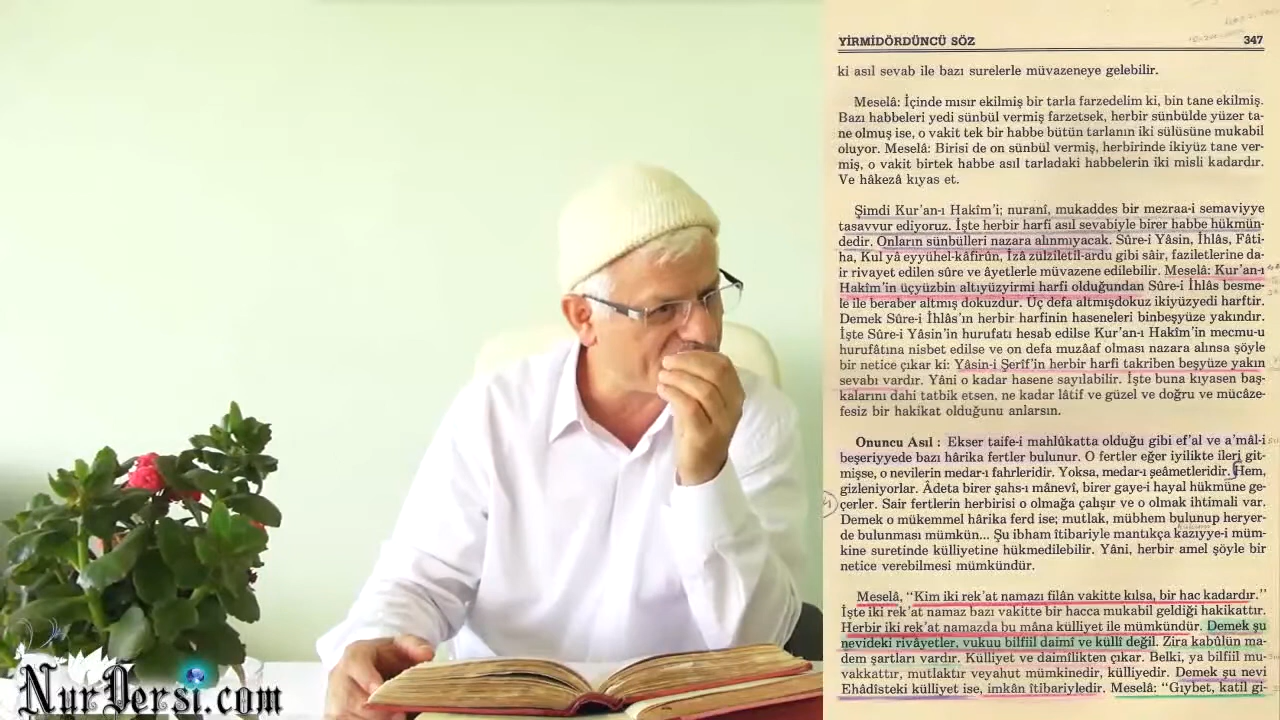 YİRMİDÖRDÜNCÜ SÖZ 347
ki asıl sevab ile bazı surelerle müvazeneye gelebilir.
Meselâ: İçinde mısır ekilmiş bir tarla farzedelim ki, bin tane ekilmiş.
Bazı habbeleri yedi sünbül vermiş farzetsek, herbir sünbülde yüzer ta-
ne olmuş ise, o vakit tek bir habbe bütün tarlanın iki sülüsüne mukabil
oluyor. Meselâ: Birisi de on sünbül vermiş, herbirinde ikiyüz tane ver-
miş, o vakit birtek habbe asıl tarladaki habbelerin iki misli kadardır.
Ve hâkezâ kıyas et.
Şimdi Kur'an-ı Hakîm'i; nuranî, mukaddes bir mezraa-i semaviyye
tasavvur ediyoruz. İşte herbir harfi asıl sevabiyle birer habbe hükmün-
dedir. Onların sünbülleri nazara alınmıyacak. Sûre-i Yâsin, İhlâs, Fâti-
ha, Kul yâ eyyühel-kâfirûn, İzâ zülziletil-ardu gibi sâir, faziletlerine da-
ir rivayet edilen sûre ve âyetlerle müvazene edilebilir. Meselâ: Kur'an-ı
Hakîm'in üçyüzbin altıyüzyirmi harfi olduğundan Sûre-i İhlâs besme-
le ile beraber altmış dokuzdur. Üç defa altmışdokuz ikiyüzyedi harftir.
Demek Sûre-i İhlâs'ın herbir harfinin haseneleri binbeşyüze yakındır.
İşte Sûre-i Yâsin'in hurufatı hesab edilse Kur'an-ı Hakîm'in mecmu-u
hurufâtına nisbet edilse ve on defa muzâaf olması nazara alınsa şöyle
bir netice çıkar ki: Yâsin-i Şerîf'in herbir harfi takriben beşyüze yakın
sevabı vardır. Yâni o kadar hasene sayılabilir. İşte buna kıyasen baş-
kalarını dahi tatbik etsen, ne kadar lâtif ve güzel ve doğru ve mücâze-
fesiz bir hakikat olduğunu anlarsın.
Onuncu Asıl : Ekser taife-i mahlûkatta olduğu gibi ef'al ve a'mâl-i
beşeriyyede bazı hârika fertler bulunur. O fertler eğer iyilikte ileri git-
mişse, o nevilerin medar-ı fahrleridir. Yoksa, medar-ı şeâmetleridir. Hem,
gizleniyorlar. Âdeta birer şahs-ı mânevî, birer gaye-i hayal hükmüne ge-
çerler. Sair fertlerin herbirisi o olmağa çalışır ve o olmak ihtimali var.
Demek o mükemmel hârika ferd ise; mutlak, mübhem bulunup heryer-
de bulunması mümkün... Şu ibham îtibariyle mantıkça kaziyye-i müm-
kine suretinde külliyetine hükmedilebilir. Yâni, herbir amel şöyle bir
netice verebilmesi mümkündür.
Meselâ, "Kim iki rek'at namazı filân vakitte kılsa, bir hac kadardır."
İşte iki rek'at namaz bazı vakitte bir hacca mukabil geldiği hakikattır.
Herbir iki rek'at namazda bu mâna külliyet ile mümkündür. Demek şu
nevideki rivâyetler, vukuu bilfiil daimî ve küllî değil. Zira kabûlün ma-
dem şartları vardır. Külliyet ve daimîlikten çıkar. Belki, ya bilfiil mu-
vakkattır, mutlaktır veyahut mümkinedir, külliyedir. Demek şu nevi
Ehâdîsteki külliyet ise, imkân îtibariyledir. Meselâ: "Gıybet, katil gi-
NurDersi.com